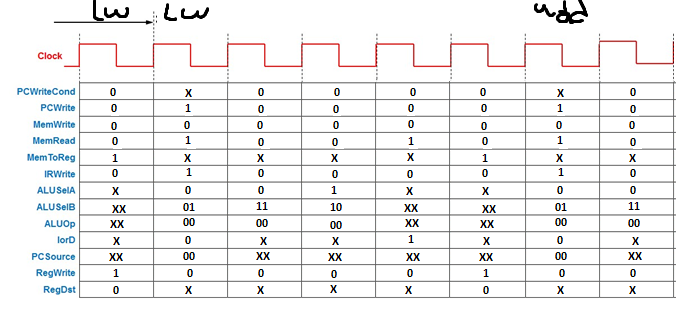 Lw Lw add
Clock
PCWriteCond 0 X 0 0 0 0 X 0
PCWrite 0 1 0 0 0 0 1 0
MemWrite 0 0 0 0 0 0 0 0
MemRead 0 1 0 0 1 0 1 0
MemToReg 1 X X X X 1 X X
IRWrite 0 1 0 0 0 0 1 0
ALUSelA X 0 0 1 X X 0 0
ALUSelB XX 01 11 10 XX XX 01 11
ALUOp XX 00 00 00 XX XX 00 00
IorD X 0 X X 1 X 0 X
PCSource XX 00 XX XX XX XX 00 XX
RegWrite 1 0 0 0 0 1 0 0
RegDst 0 X X X X 0 X X